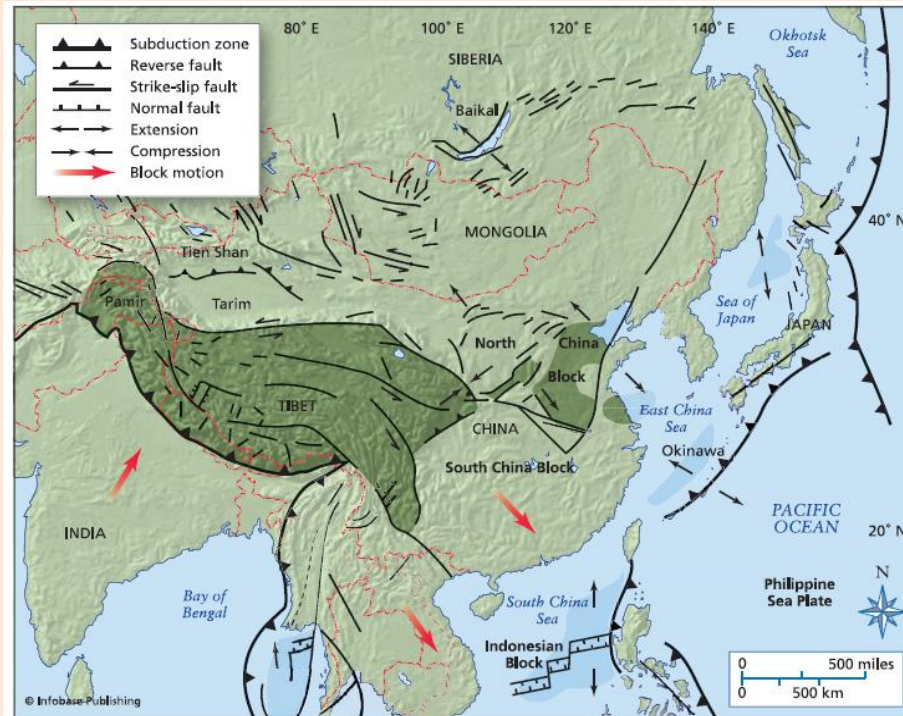 Subduction zone
Reverse fault
Strike-slip fault
Normal fault
Extension
Compression
Block motion
80° E
100° E
120° E
140° E
Okhotsk
Sea
SIBERIA
Baikal
40° N
MONGOLIA
Tien Shan
Pamir
Tarim
Sea of
Japan
JAPAN
North
China
Block
TIBET
CHINA
East China
Sea
South China Block
Okinawa
INDIA
PACIFIC
OCEAN
20° N
N
Bay of
Bengal
South China
Sea
Philippine
Sea Plate
Indonesian
Block
0 500 miles
0 500 km
© Infobase Publishing